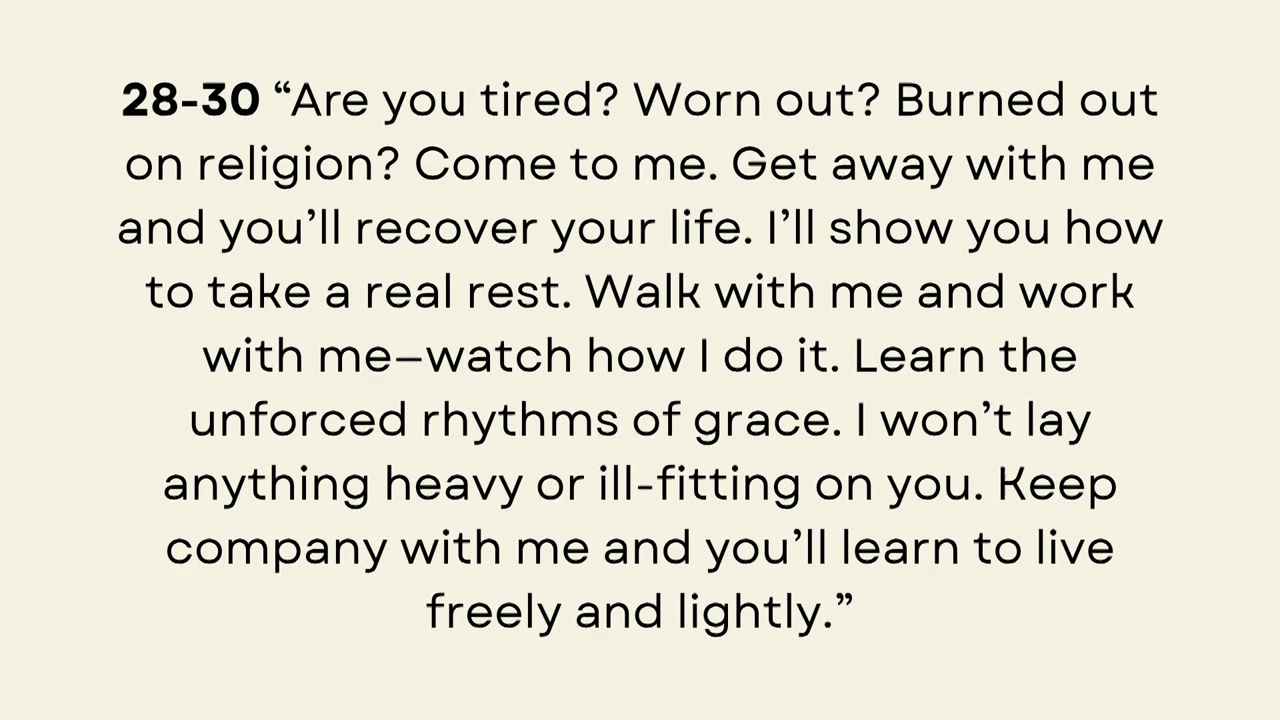 28-30 “Are you tired? Worn out? Burned out
on religion? Come to me. Get away with me
and you’ll recover your life. I’ll show you how
to take a real rest. Walk with me and work
with me—watch how I do it. Learn the
unforced rhythms of grace. I won’t lay
anything heavy or ill-fitting on you. Keep
company with me and you’ll learn to live
freely and lightly.”